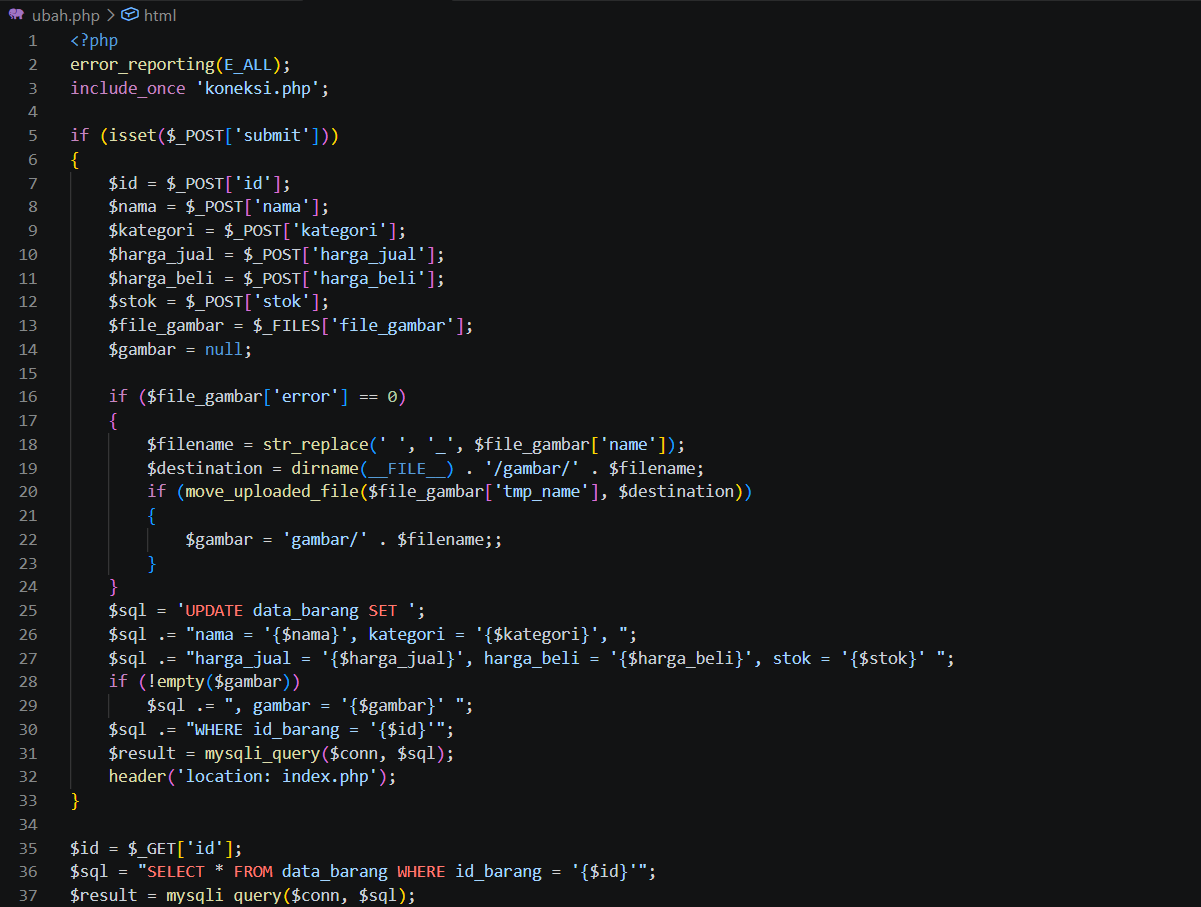 ubah.php > html
1 <?php
2 error_reporting(E_ALL);
3 include_once 'koneksi.php';
4
5 if (isset($_POST['submit']))
6 {
7     $id = $_POST['id'];
8     $nama = $_POST['nama'];
9     $kategori = $_POST['kategori'];
10     $harga_jual = $_POST['harga_jual'];
11     $harga_beli = $_POST['harga_beli'];
12     $stok = $_POST['stok'];
13     $file_gambar = $_FILES['file_gambar'];
14     $gambar = null;
15
16     if ($file_gambar['error'] == 0)
17     {
18         $filename = str_replace(' ', '_', $file_gambar['name']);
19         $destination = dirname(__FILE__) . '/gambar/' . $filename;
20         if (move_uploaded_file($file_gambar['tmp_name'], $destination))
21         {
22             $gambar = 'gambar/' . $filename;;
23         }
24     }
25     $sql = 'UPDATE data_barang SET ';
26     $sql .= "nama = '{$nama}', kategori = '{$kategori}', ";
27     $sql .= "harga_jual = '{$harga_jual}', harga_beli = '{$harga_beli}', stok = '{$stok}' ";
28     if (!empty($gambar))
29         $sql .= ", gambar = '{$gambar}' ";
30     $sql .= "WHERE id_barang = '{$id}'";
31     $result = mysqli_query($conn, $sql);
32     header('location: index.php');
33 }
34
35 $id = $_GET['id'];
36 $sql = "SELECT * FROM data_barang WHERE id_barang = '{$id}'";
37 $result = mysqli_query($conn, $sql);